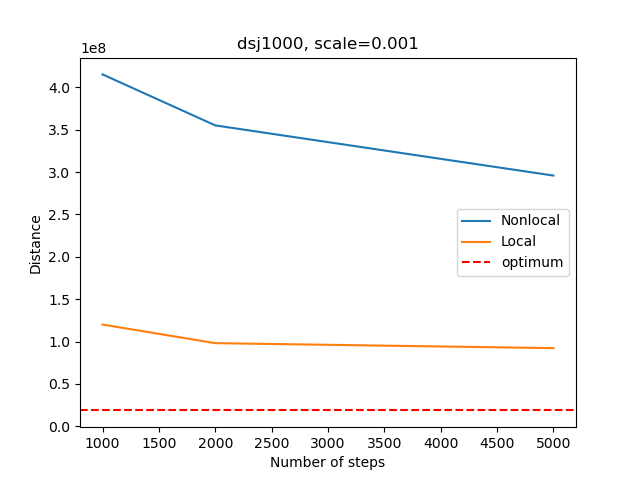 dsj1000, scale=0.001
1e8
4.0
3.5
3.0
2.5
2.0
1.5
1.0
0.5
0.0
Distance
Nonlocal
Local
optimum
1000 1500 2000 2500 3000 3500 4000 4500 5000
Number of steps